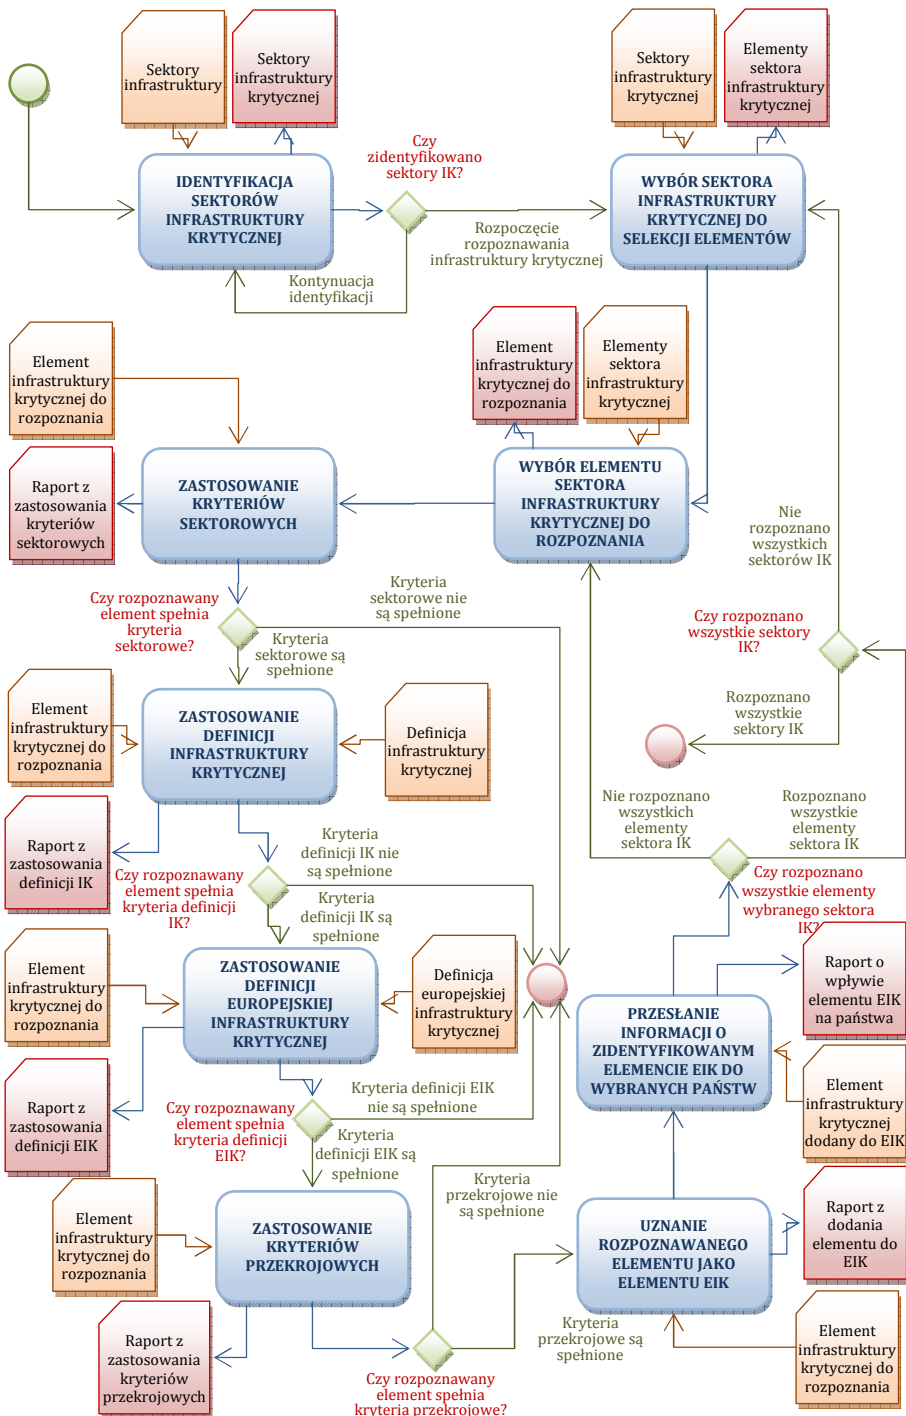 Sektory
infrastruktury
Sektory
infrastruktury
krytycznej
Sektory
infrastruktury
krytycznej
Elementy
sektora
infrastruktury
krytycznej
IDENTYFIKACJA
SEKTORÓW
INFRASTRUKTURY
KRYTYCZNEJ
Czy
zidentyfikowano
sektory IK?
WYBÓR SEKTORA
INFRASTRUKTURY
KRYTYCZNEJ DO
SELEKCJI ELEMENTÓW
Rozpoczęcie
rozpoznawania
infrastruktury krytycznej
Kontynuacja
identyfikacji
Element
infrastruktury
krytycznej do
rozpoznania
Element
infrastruktury
krytycznej do
rozpoznania
Elementy
sektora
infrastruktury
krytycznej
Raport z
zastosowania
kryteriów
sektorowych
ZASTOSOWANIE
KRYTERIÓW
SEKTOROWYCH
WYBÓR ELEMENTU
SEKTORA
INFRASTRUKTURY
KRYTYCZNEJ DO
ROZPOZNANIA
Nie
rozpoznano
wszystkich
sektorów IK
Czy rozpoznawany
element spełnia
kryteria
sektorowe?
Kryteria
sektorowe nie
są spełnione
Kryteria
sektorowe są
spełnione
Czy rozpoznano
wszystkie sektory
IK?
Element
infrastruktury
krytycznej do
rozpoznania
ZASTOSOWANIE
DEFINICJI
INFRASTRUKTURY
KRYTYCZNEJ
Definicja
infrastruktury
krytycznej
Rozpoznano
wszystkie
sektory IK
Raport z
zastosowania
definicji IK
Czy rozpoznawany
element spełnia
kryteria definicji
IK?
Kryteria
definicji IK nie
są spełnione
Kryteria
definicji IK są
spełnione
Nie rozpoznano
wszystkich
elementy
sektora IK
Rozpoznano
wszystkie
elementy
sektora IK
Czy rozpoznano
wszystkie elementy
wybranego sektora
IK?
Element
infrastruktury
krytycznej do
rozpoznania
ZASTOSOWANIE
DEFINICJI
EUROPEJSKIEJ
INFRASTRUKTURY
KRYTYCZNEJ
Definicja
europejskiej
infrastruktury
krytycznej
PRZESŁANIE
INFORMACJI O
ZIDENTYFIKOWANYM
ELEMENCIE EIK DO
WYBRANYCH PAŃSTW
Raport o
wpływie
elementu EIK
na państwa
Raport z
zastosowania
definicji EIK
Czy rozpoznawany
element spełnia
kryteria definicji
EIK?
Kryteria definicji EIK
nie są spełnione
Kryteria
definicji EIK są
spełnione
Element
infrastruktury
krytycznej
dodany do EIK
Element
infrastruktury
krytycznej do
rozpoznania
ZASTOSOWANIE
KRYTERIÓW
PRZEKROJOWYCH
Kryteria
przekrojowe nie
są spełnione
UZNANIE
ROZPOZNAWANEGO
ELEMENTU JAKO
ELEMENTU EIK
Raport z
dodania
elementu do
EIK
Raport z
zastosowania
kryteriów
przekrojowych
Czy rozpoznawany
element spełnia
kryteria przekrojowe?
Kryteria
przekrojowe są
spełnione
Element
infrastruktury
krytycznej do
rozpoznania